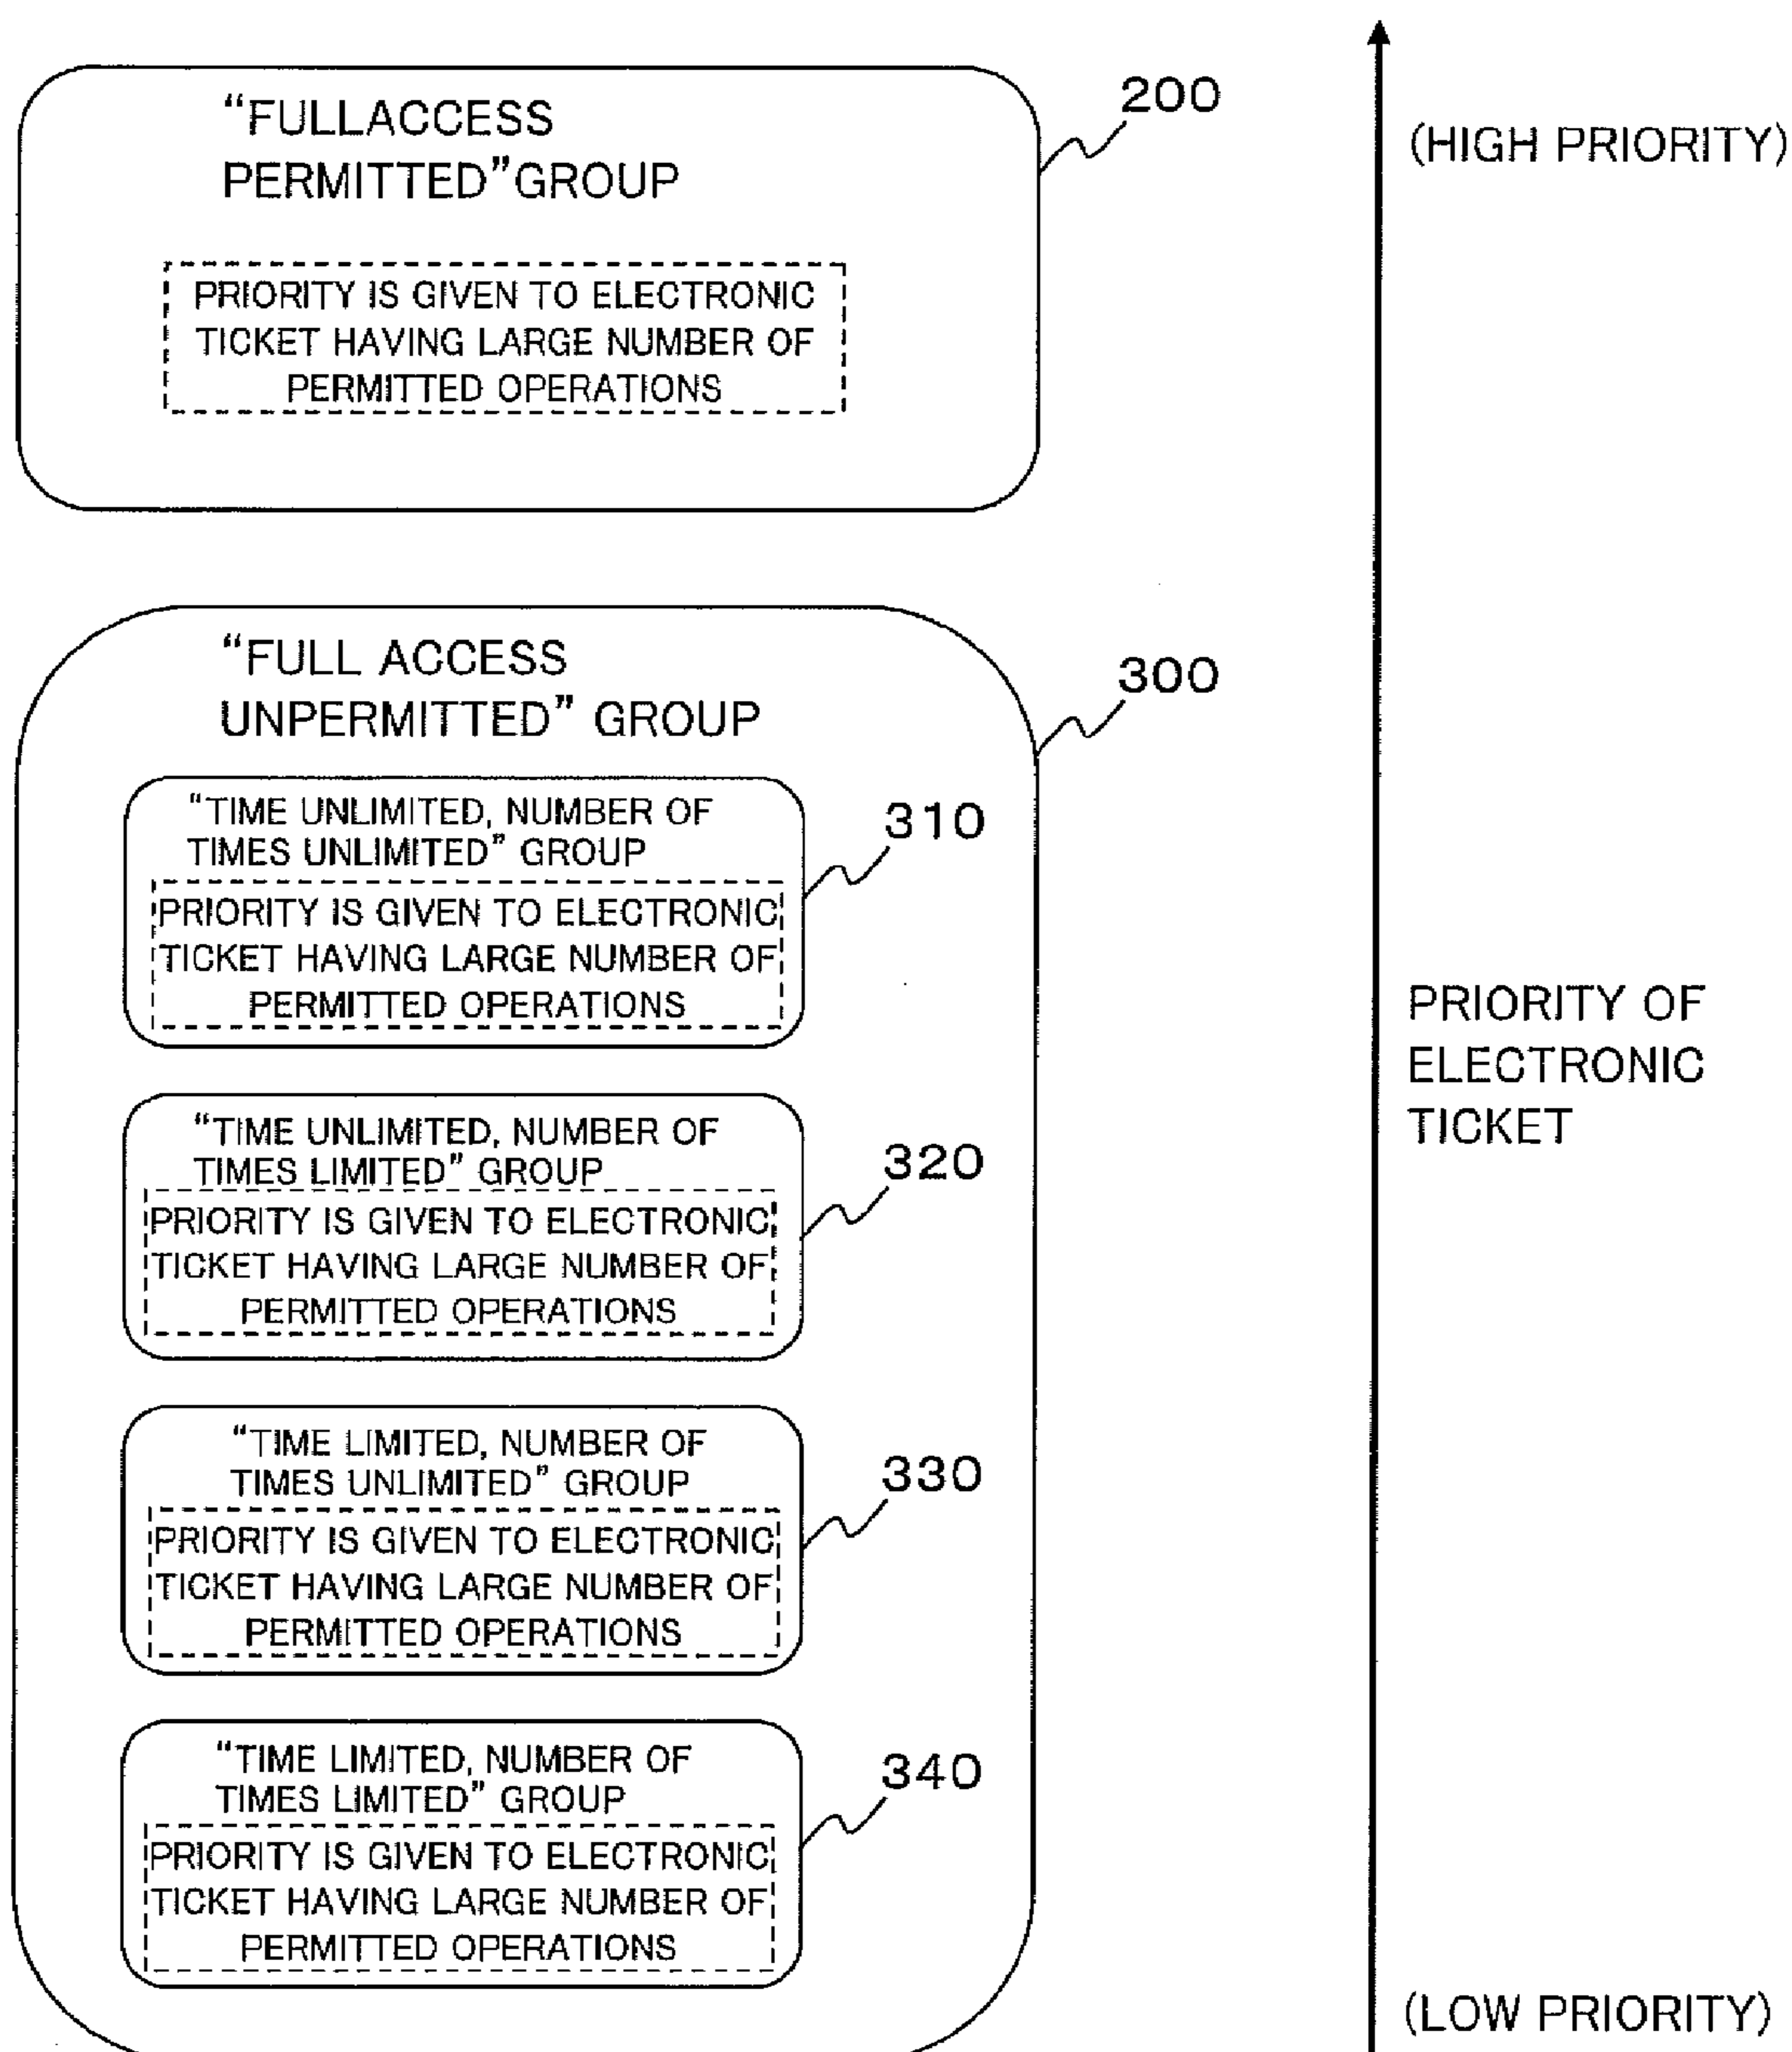 “FULLACCESS
PERMITTED”GROUP
200
PRIORITY IS GIVEN TO ELECTRONIC
TICKET HAVING LARGE NUMBER OF
PERMITTED OPERATIONS
“FULL ACCESS
UNPERMITTED” GROUP
300
“TIME UNLIMITED, NUMBER OF
TIMES UNLIMITED” GROUP
310
PRIORITY IS GIVEN TO ELECTRONIC
TICKET HAVING LARGE NUMBER OF
PERMITTED OPERATIONS
“TIME UNLIMITED, NUMBER OF
TIMES LIMITED” GROUP
320
PRIORITY IS GIVEN TO ELECTRONIC
TICKET HAVING LARGE NUMBER OF
PERMITTED OPERATIONS
“TIME LIMITED, NUMBER OF
TIMES UNLIMITED” GROUP
330
PRIORITY IS GIVEN TO ELECTRONIC
TICKET HAVING LARGE NUMBER OF
PERMITTED OPERATIONS
“TIME LIMITED, NUMBER OF
TIMES LIMITED” GROUP
340
PRIORITY IS GIVEN TO ELECTRONIC
TICKET HAVING LARGE NUMBER OF
PERMITTED OPERATIONS
(HIGH PRIORITY)
PRIORITY OF
ELECTRONIC
TICKET
(LOW PRIORITY)